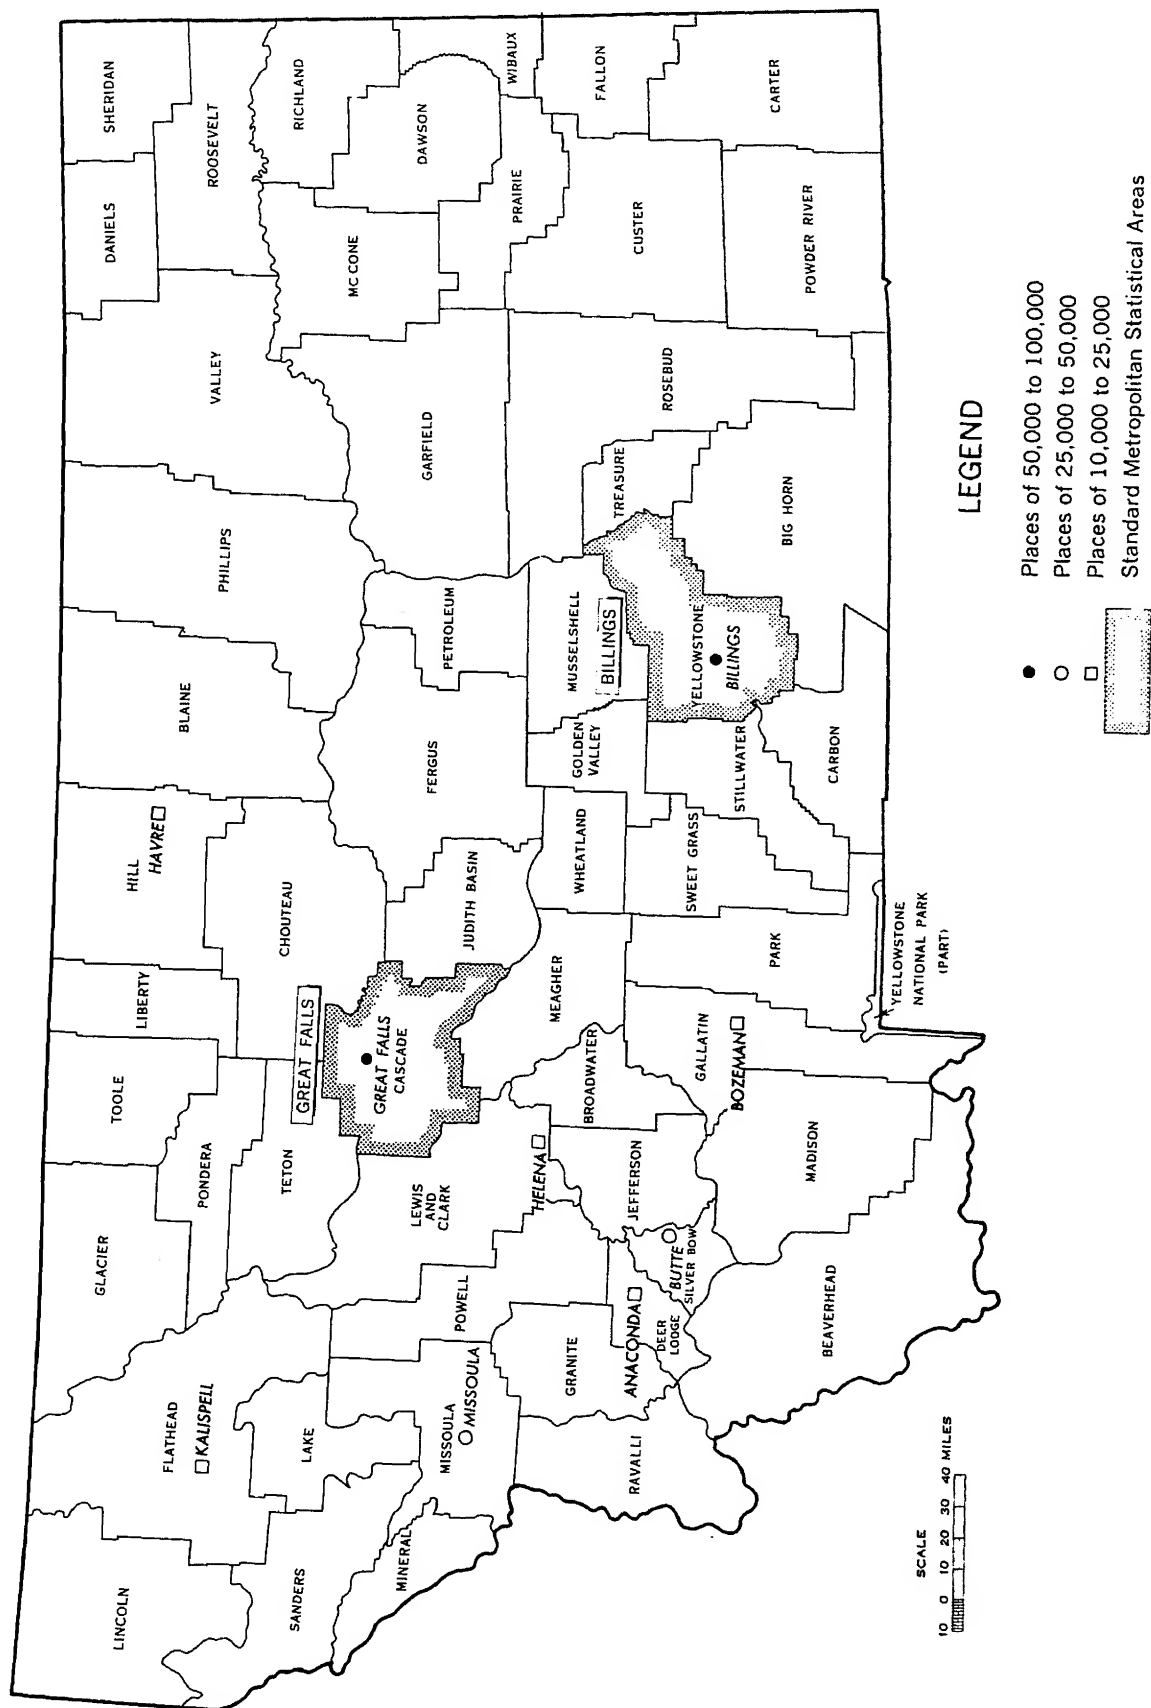 LINCOLN
FLATHEAD
KALISPELL
GLACIER
TOOLE
LIBERTY
HILL
HAVRE
BLAINE
PHILLIPS
VALLEY
DANIELS
SHERIDAN
ROOSEVELT
RICHLAND
SANDERS
LAKE
PONDERA
TETON
CHOUTEAU
GREAT FALLS
GREAT FALLS
CASCADE
FERGUS
PETROLEUM
GARFIELD
MC CONE
DAWSON
WIBAUX
PRAIRIE
MINERAL
MISSOULA
MISSOULA
POWELL
LEWIS
AND
CLARK
JUDITH BASIN
HELENA
MEAGHER
WHEATLAND
GOLDEN
VALLEY
MUSSELSHELL
BILLINGS
TREASURE
ROSEBUD
CUSTER
FALLON
RAVALLI
GRANITE
ANACONDA
DEER
LODGE
BUTTE
SILVER BOW
JEFFERSON
BROADWATER
GALLATIN
BOZEMAN
PARK
SWEET GRASS
STILLWATER
YELLOWSTONE
BILLINGS
BIG HORN
POWDER RIVER
CARTER
BEAVERHEAD
MADISON
CARBON
YELLOWSTONE
NATIONAL PARK
(PART)
SCALE
10 0 10 20 30 40 MILES
LEGEND
Places of 50,000 to 100,000
Places of 25,000 to 50,000
Places of 10,000 to 25,000
Standard Metropolitan Statistical Areas